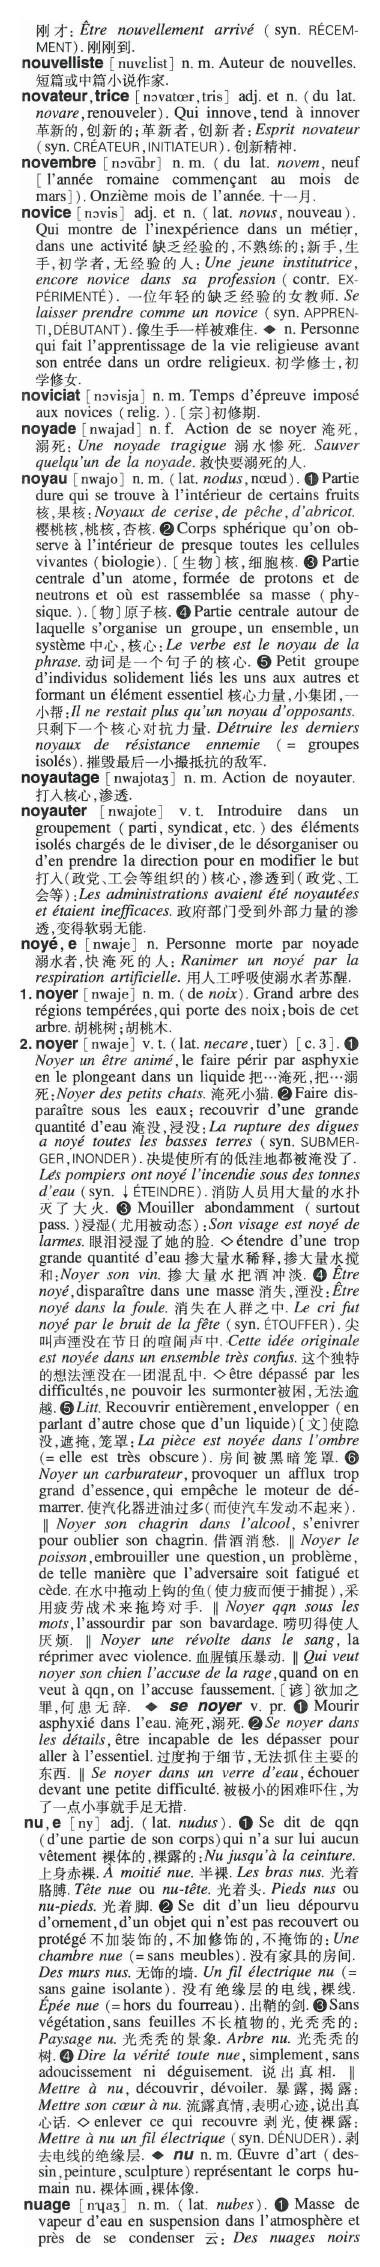 刚才: Être nouvellement arrivé (syn. RÉCEM-
MENT). 刚刚到.
nouvelliste [nuvɛlist] n. m. Auteur de nouvelles.
短篇或中篇小说作家.
novateur,trice [nɔvatœr,tris] adj. et n. (du lat.
novare,renouveler). Qui innove,tend à innover
革新的,创新的;革新者,创新者: Esprit novateur
(syn. CRÉATEUR,INITIATEUR). 创新精神.
novembre [nɔvɑ̃br] n. m. (du lat. novem, neuf
[l'année romaine commençant au mois de
mars]). Onzième mois de l'année. 十一月.
novice [nɔvis] adj. et n. (lat. novus, nouveau).
Qui montre de l'inexpérience dans un métier,
dans une activité 缺乏经验的,不熟练的;新手,生
手,初学者,无经验的人: Une jeune institutrice,
encore novice dans sa profession (contr. EX-
PÉRIMENTÉ). 一位年轻的缺乏经验的女教师. Se
laisser prendre comme un novice (syn. APPREN-
TI,DÉBUTANT). 像生手一样被难住. ◆ n. Personne
qui fait l'apprentissage de la vie religieuse avant
son entrée dans un ordre religieux. 初学修士,初
学修女.
noviciat [nɔvisja] n. m. Temps d'épreuve imposé
aux novices (relig.). [宗]初修期.
noyade [nwajad] n. f. Action de se noyer 淹死,
溺死: Une noyade tragique 溺水惨死. Sauver
quelqu'un de la noyade. 救快要溺死的人.
noyau [nwajo] n. m. (lat. nodus,nœud). ❶ Partie
dure qui se trouve à l'intérieur de certains fruits
核,果核: Noyaux de cerise, de pêche, d'abricot.
樱桃核,桃核,杏核. ❷ Corps sphérique qu'on ob-
serve à l'intérieur de presque toutes les cellules
vivantes (biologie). [生物]核,细胞核. ❸ Partie
centrale d'un atome, formée de protons et de
neutrons et où est rassemblée sa masse (phy-
sique.). [物]原子核. ❹ Partie centrale autour de
laquelle s'organise un groupe, un ensemble, un
système 中心,核心: Le verbe est le noyau de la
phrase. 动词是一个句子的核心. ❺ Petit groupe
d'individus solidement liés les uns aux autres et
formant un élément essentiel 核心力量,小集团,一
小帮: Il ne restait plus qu'un noyau d'opposants.
只剩下一个核心对抗力量. Détruire les derniers
noyaux de résistance ennemie (= groupes
isolés). 摧毁最后一小撮抵抗的敌军.
noyautage [nwajotaʒ] n. m. Action de noyauter.
打入核心,渗透.
noyauter [nwajote] v. t. Introduire dans un
groupement (parti, syndicat, etc.) des éléments
isolés chargés de le diviser,de le désorganiser ou
d'en prendre la direction pour en modifier le but
打入(政党、工会等组织的)核心,渗透到(政党、工
会等): Les administrations avaient été noyautées
et étaient inefficaces. 政府部门受到外部力量的渗
透,变得软弱无能.
noyé,e [nwaje] n. Personne morte par noyade
溺水者,快淹死的人: Ranimer un noyé par la
respiration artificielle. 用人工呼吸使溺水者苏醒.
1. noyer [nwaje] n. m. (de noix). Grand arbre des
régions tempérées,qui porte des noix;bois de cet
arbre. 胡桃树;胡桃木.
2. noyer [nwaje] v. t. (lat. necare,tuer) [c. 3]. ❶
Noyer un être animé,le faire périr par asphyxie
en le plongeant dans un liquide 把…淹死,把…溺
死: Noyer des petits chats. 淹死小猫. ❷ Faire dis-
paraître sous les eaux; recouvrir d'une grande
quantité d'eau 淹没,浸没: La rupture des digues
a noyé toutes les basses terres (syn. SUBMER-
GER,INONDER). 决堤使所有的低洼地都被淹没了.
Les pompiers ont noyé l'incendie sous des tonnes
d'eau (syn. ↓ ÉTEINDRE). 消防人员用大量的水扑
灭了大火. ❸ Mouiller abondamment (surtout
pass.)浸湿(尤用被动态): Son visage est noyé de
larmes. 眼泪浸湿了她的脸. ◇ étendre d'une trop
grande quantité d'eau 掺大量水稀释,掺大量水搅
和: Noyer son vin. 掺大量水把酒冲淡. ❹ Être
noyé,disparaître dans une masse 消失,湮没: Être
noyé dans la foule. 消失在人群之中. Le cri fut
noyé par le bruit de la fête (syn. ÉTOUFFER). 尖
叫声湮没在节日的喧闹声中. Cette idée originale
est noyée dans un ensemble très confus. 这个独特
的想法湮没在一团混乱中. ◇ être dépassé par les
difficultés,ne pouvoir les surmonter被困,无法逾
越. ❺ Litt. Recouvrir entièrement,envelopper (en
parlant d'autre chose que d'un liquide)[文]使隐
没,遮掩,笼罩: La pièce est noyée dans l'ombre
(= elle est très obscure). 房间被黑暗笼罩. ❻
Noyer un carburateur, provoquer un afflux trop
grand d'essence,qui empêche le moteur de dé-
marrer. 使汽化器进油过多(而使汽车发动不起来).
‖ Noyer son chagrin dans l'alcool, s'enivrer
pour oublier son chagrin. 借酒消愁. ‖ Noyer le
poisson,embrouiller une question,un problème,
de telle manière que l'adversaire soit fatigué et
cède. 在水中拖动上钩的鱼(使力疲而便于捕捉),采
用疲劳战术来拖垮对手. ‖ Noyer qqn sous les
mots,l'assourdir par son bavardage. 唠叨得使人
厌烦. ‖ Noyer une révolte dans le sang, la
réprimer avec violence. 血腥镇压暴动. ‖ Qui veut
noyer son chien l'accuse de la rage,quand on en
veut à qqn, on l'accuse faussement. [谚]欲加之
罪,何患无辞. ◆ se noyer v. pr. ❶ Mourir
asphyxié dans l'eau. 淹死,溺死. ❷ Se noyer dans
les détails, être incapable de les dépasser pour
aller à l'essentiel. 过度拘于细节,无法抓住主要的
东西. ‖ Se noyer dans un verre d'eau,échouer
devant une petite difficulté. 被极小的困难吓住,为
了一点小事就手足无措.
nu,e [ny] adj. (lat. nudus). ❶ Se dit de qqn
(d'une partie de son corps)qui n'a sur lui aucun
vêtement 裸体的,裸露的: Nu jusqu'à la ceinture.
上身赤裸. À moitié nue. 半裸. Les bras nus. 光着
胳膊. Tête nue ou nu-tête. 光着头. Pieds nus ou
nu-pieds. 光着脚. ❷ Se dit d'un lieu dépourvu
d'ornement,d'un objet qui n'est pas recouvert ou
protégé 不加装饰的,不加修饰的,不掩饰的: Une
chambre nue (= sans meubles). 没有家具的房间.
Des murs nus. 无饰的墙. Un fil électrique nu (=
sans gaine isolante). 没有绝缘层的电线,裸线.
Épée nue (= hors du fourreau). 出鞘的剑. ❸ Sans
végétation,sans feuilles 不长植物的,光秃秃的:
Paysage nu. 光秃秃的景象. Arbre nu. 光秃秃的
树. ❹ Dire la vérité toute nue, simplement, sans
adoucissement ni déguisement. 说出真相. ‖
Mettre à nu, découvrir, dévoiler. 暴露,揭露:
Mettre son cœur à nu. 流露真情,表明心迹,说出真
心话. ◇ enlever ce qui recouvre 剥光,使裸露:
Mettre à nu un fil électrique (syn. DÉNUDER). 剥
去电线的绝缘层. ◆ nu n. m. Œuvre d'art (des-
sin,peinture,sculpture) représentant le corps hu-
main nu. 裸体画,裸体像.
nuage [nɥaʒ] n. m. (lat. nubes). ❶ Masse de
vapeur d'eau en suspension dans l'atmosphère et
près de se condenser 云: Des nuages noirs